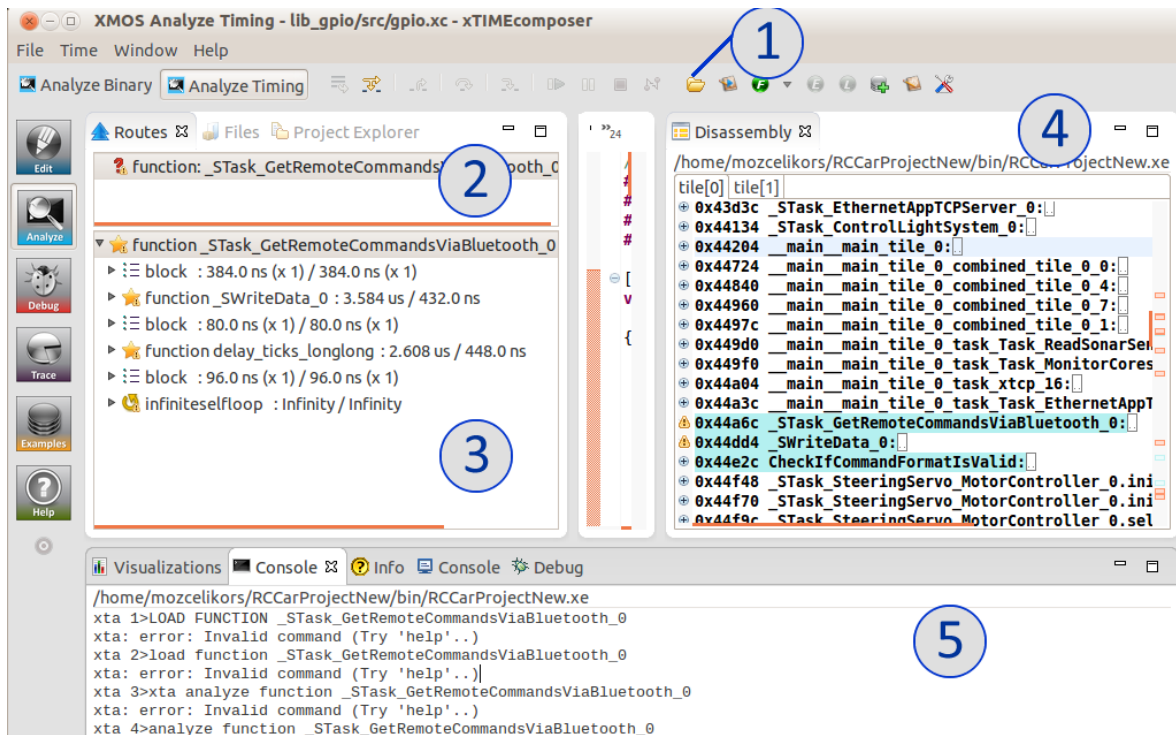 XMOS Analyze Timing - lib_gpio/src/gpio.xc - xTIMEcomposer
File Time Window Help
Analyze Binary Analyze Timing
1
Edit
Analyze
Debug
Trace
Examples
Help
Routes Files Project Explorer
function: _STask_GetRemoteCommandsV ooth_0
2
function _STask_GetRemoteCommandsViaBluetooth_0
block : 384.0 ns (x 1) / 384.0 ns (x 1)
function _SWriteData_0 : 3.584 us / 432.0 ns
block : 80.0 ns (x 1) / 80.0 ns (x 1)
function delay_ticks_longlong : 2.608 us / 448.0 ns
block : 96.0 ns (x 1) / 96.0 ns (x 1)
infiniteselfloop : Infinity / Infinity
3
24
/
#
#
#
#
[
v
{
Disassembly
4
/home/mozcelikors/RCCarProjectNew/bin/RCCarProjectNew.xe
tile[0] tile[1]
0x43d3c _STask_EthernetAppTCPServer_0:
0x44134 _STask_ControlLightSystem_0:
0x44204 __main__main_tile_0:
0x44724 __main__main_tile_0_combined_tile_0_0:
0x44840 __main__main_tile_0_combined_tile_0_4:
0x44960 __main__main_tile_0_combined_tile_0_7:
0x4497c __main__main_tile_0_combined_tile_0_1:
0x449d0 __main__main_tile_0_task_Task_ReadSonarSen
0x449f0 __main__main_tile_0_task_Task_MonitorCores
0x44a04 __main__main_tile_0_task_xtcp_16:
0x44a3c __main__main_tile_0_task_Task_EthernetAppT
0x44a6c _STask_GetRemoteCommandsViaBluetooth_0:
0x44dd4 _SWriteData_0:
0x44e2c CheckIfCommandFormatIsValid:
0x44f48 _STask_SteeringServo_MotorController_0.ini
0x44f70 _STask_SteeringServo_MotorController_0.ini
0x44f9c _STask_SteeringServo_MotorController_0.sel
Visualizations Console Info Console Debug
/home/mozcelikors/RCCarProjectNew/bin/RCCarProjectNew.xe
xta 1>LOAD FUNCTION _STask_GetRemoteCommandsViaBluetooth_0
xta: error: Invalid command (Try 'help'..)
xta 2>load function _STask_GetRemoteCommandsViaBluetooth_0
xta: error: Invalid command (Try 'help'..)
xta 3>xta analyze function _STask_GetRemoteCommandsViaBluetooth_0
xta: error: Invalid command (Try 'help'..)
xta 4>analyze function _STask_GetRemoteCommandsViaBluetooth_0
5